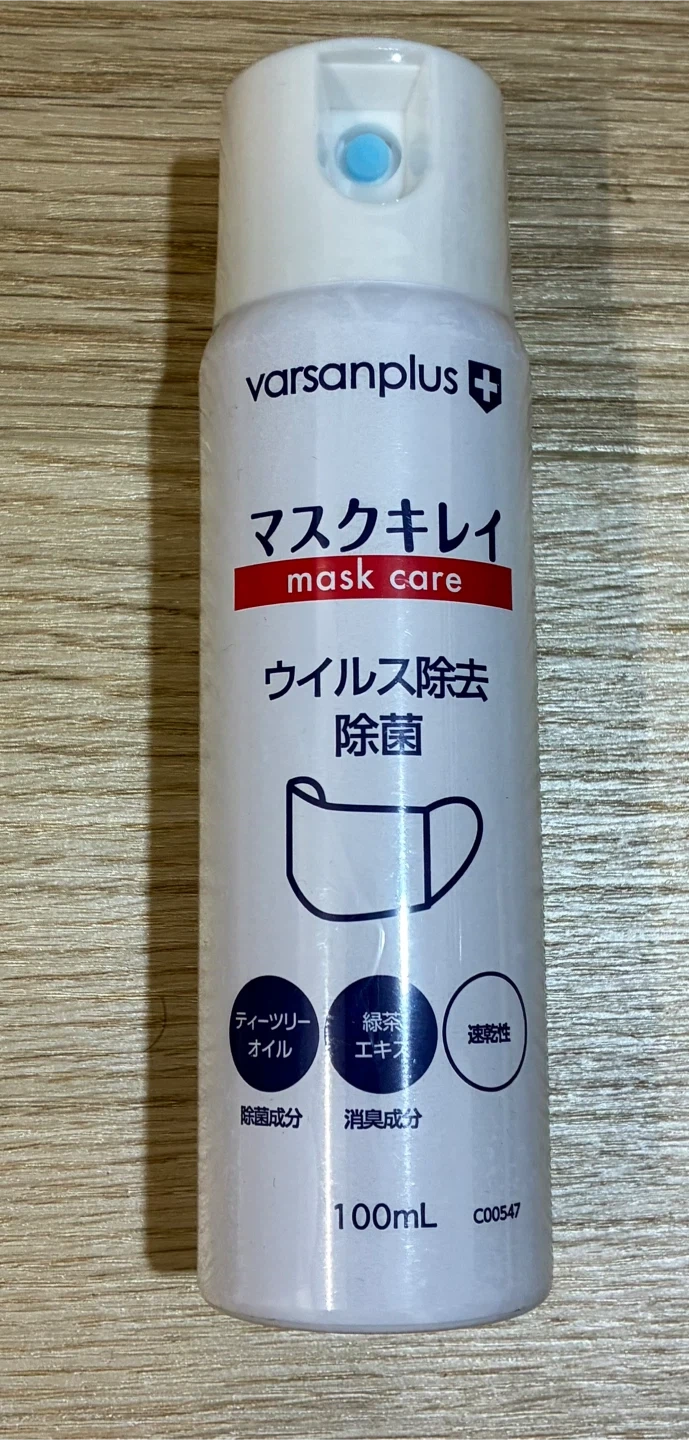 varsanplus
マスクキレイ
mask care
ウイルス除去
除菌
ティーツリー
オイル
除菌成分
緑茶
エキス
消臭成分
速乾性
100mL
C00547